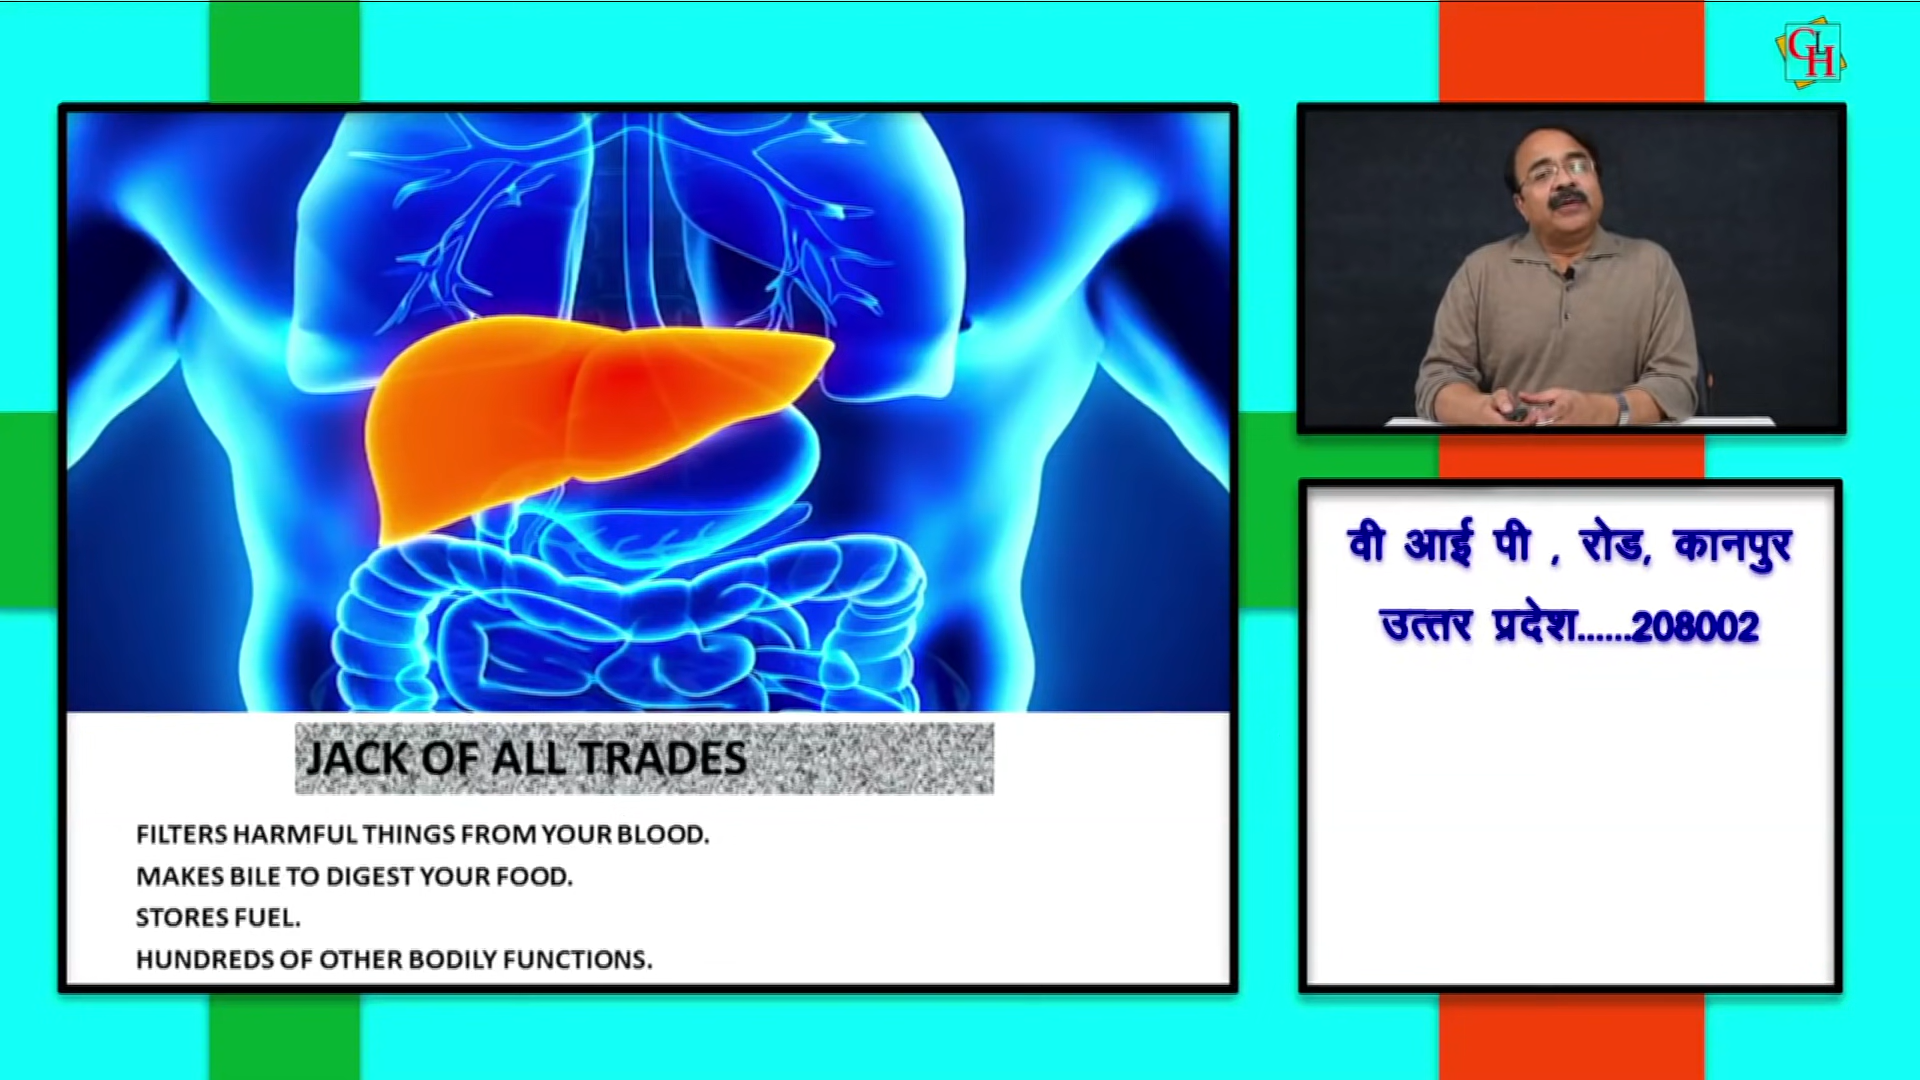 GLH
JACK OF ALL TRADES
FILTERS HARMFUL THINGS FROM YOUR BLOOD.
MAKES BILE TO DIGEST YOUR FOOD.
STORES FUEL.
HUNDREDS OF OTHER BODILY FUNCTIONS.
वी आई पी , रोड, कानपुर
उत्तर प्रदेश......208002